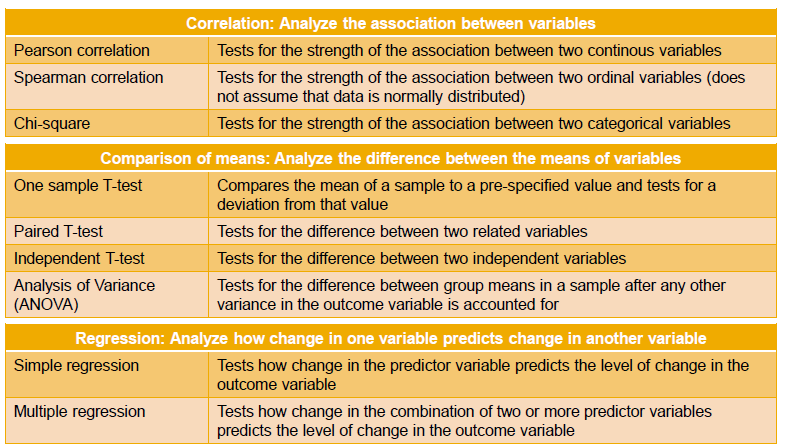 Correlation: Analyze the association between variables
Pearson correlation
Tests for the strength of the association between two continous variables
Spearman correlation
Tests for the strength of the association between two ordinal variables (does
not assume that data is normally distributed)
Chi-square
Tests for the strength of the association between two categorical variables
Comparison of means: Analyze the difference between the means of variables
One sample T-test
Compares the mean of a sample to a pre-specified value and tests for a
deviation from that value
Paired T-test
Tests for the difference between two related variables
Independent T-test
Tests for the difference between two independent variables
Analysis of Variance
(ANOVA)
Tests for the difference between group means in a sample after any other
variance in the outcome variable is accounted for
Regression: Analyze how change in one variable predicts change in another variable
Simple regression
Tests how change in the predictor variable predicts the level of change in the
outcome variable
Multiple regression
Tests how change in the combination of two or more predictor variables
predicts the level of change in the outcome variable